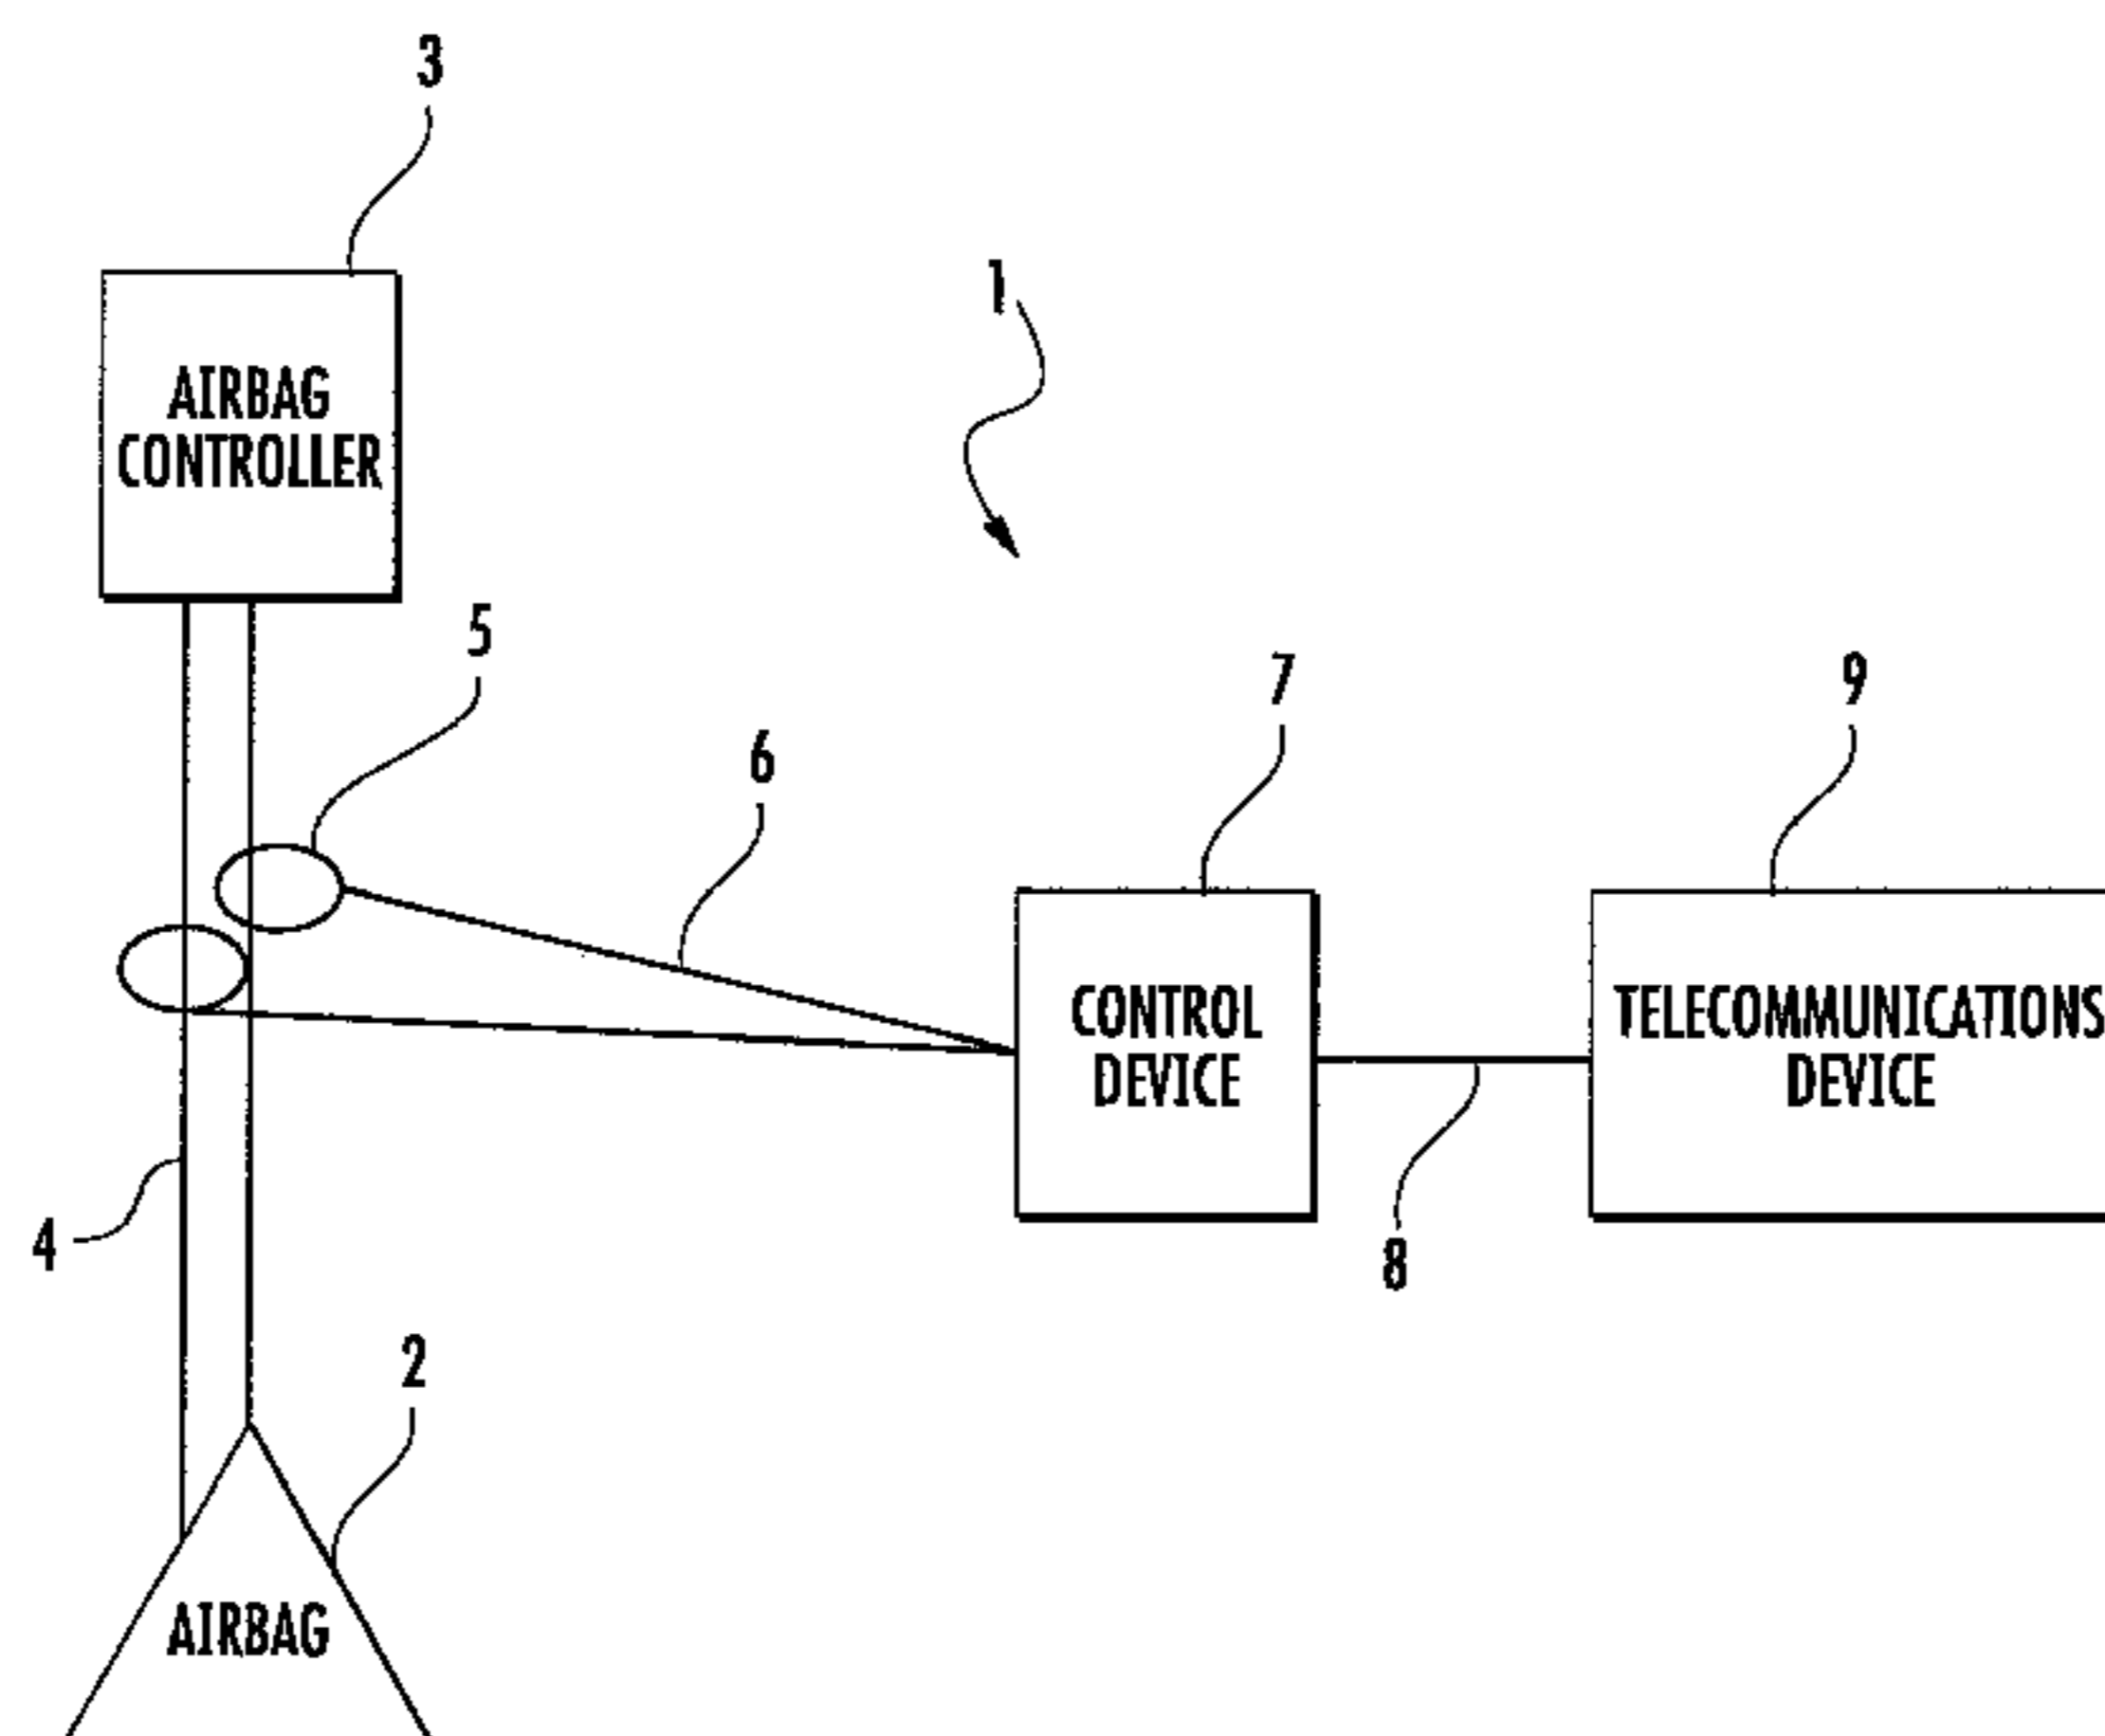 3
1
AIRBAG
CONTROLLER
5
6
7
9
CONTROL
DEVICE
TELECOMMUNICATIONS
DEVICE
4
8
2
AIRBAG